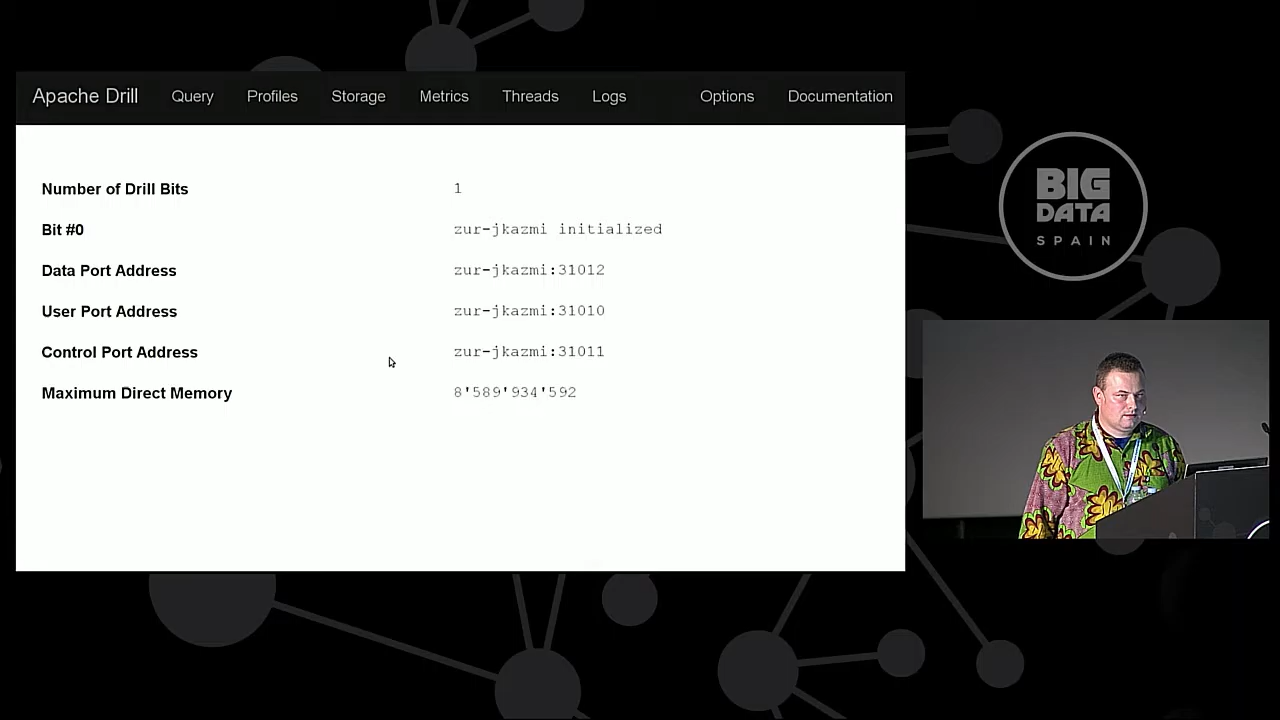 Apache Drill Query Profiles Storage Metrics Threads Logs Options Documentation
Number of Drill Bits 1
Bit #0 zur-jkazmi initialized
Data Port Address zur-jkazmi:31012
User Port Address zur-jkazmi:31010
Control Port Address zur-jkazmi:31011
Maximum Direct Memory 8'589'934'592
BIG
DATA
SPAIN